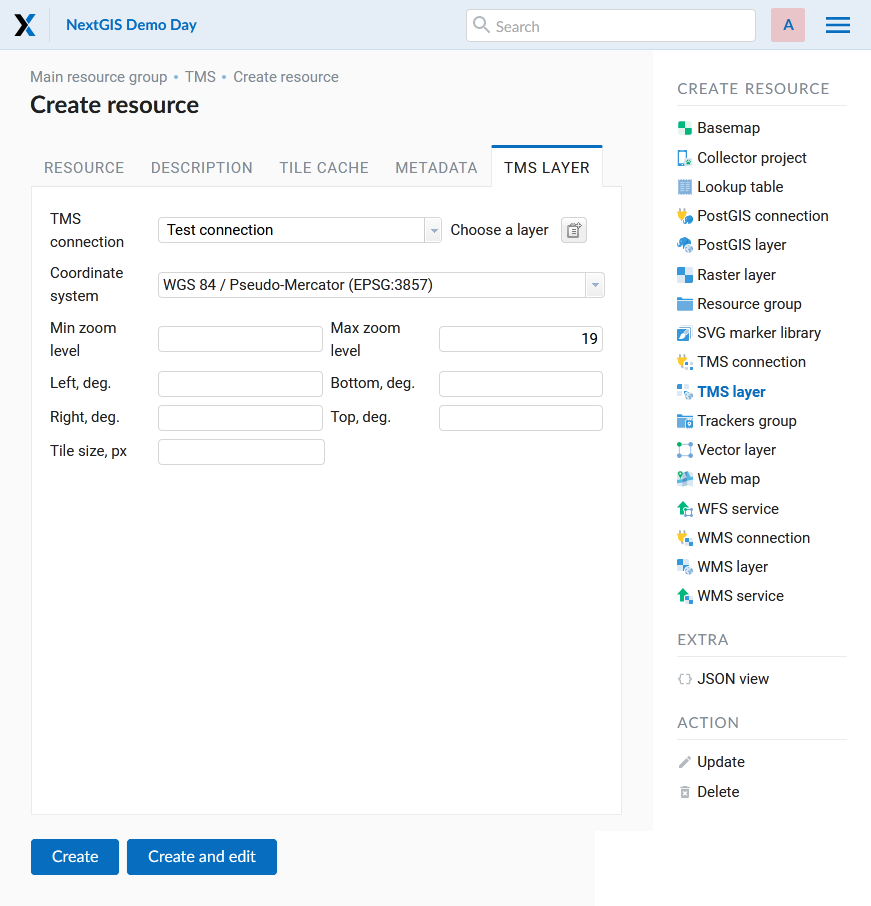 NextGIS Demo Day
Search
A
Main resource group • TMS • Create resource
Create resource
RESOURCE DESCRIPTION TILE CACHE METADATA TMS LAYER
TMS connection
Test connection
Choose a layer
Coordinate system
WGS 84 / Pseudo-Mercator (EPSG:3857)
Min zoom level
Max zoom level
19
Left, deg.
Bottom, deg.
Right, deg.
Top, deg.
Tile size, px
Create
Create and edit
CREATE RESOURCE
Basemap
Collector project
Lookup table
PostGIS connection
PostGIS layer
Raster layer
Resource group
SVG marker library
TMS connection
TMS layer
Trackers group
Vector layer
Web map
WFS service
WMS connection
WMS layer
WMS service
EXTRA
JSON view
ACTION
Update
Delete